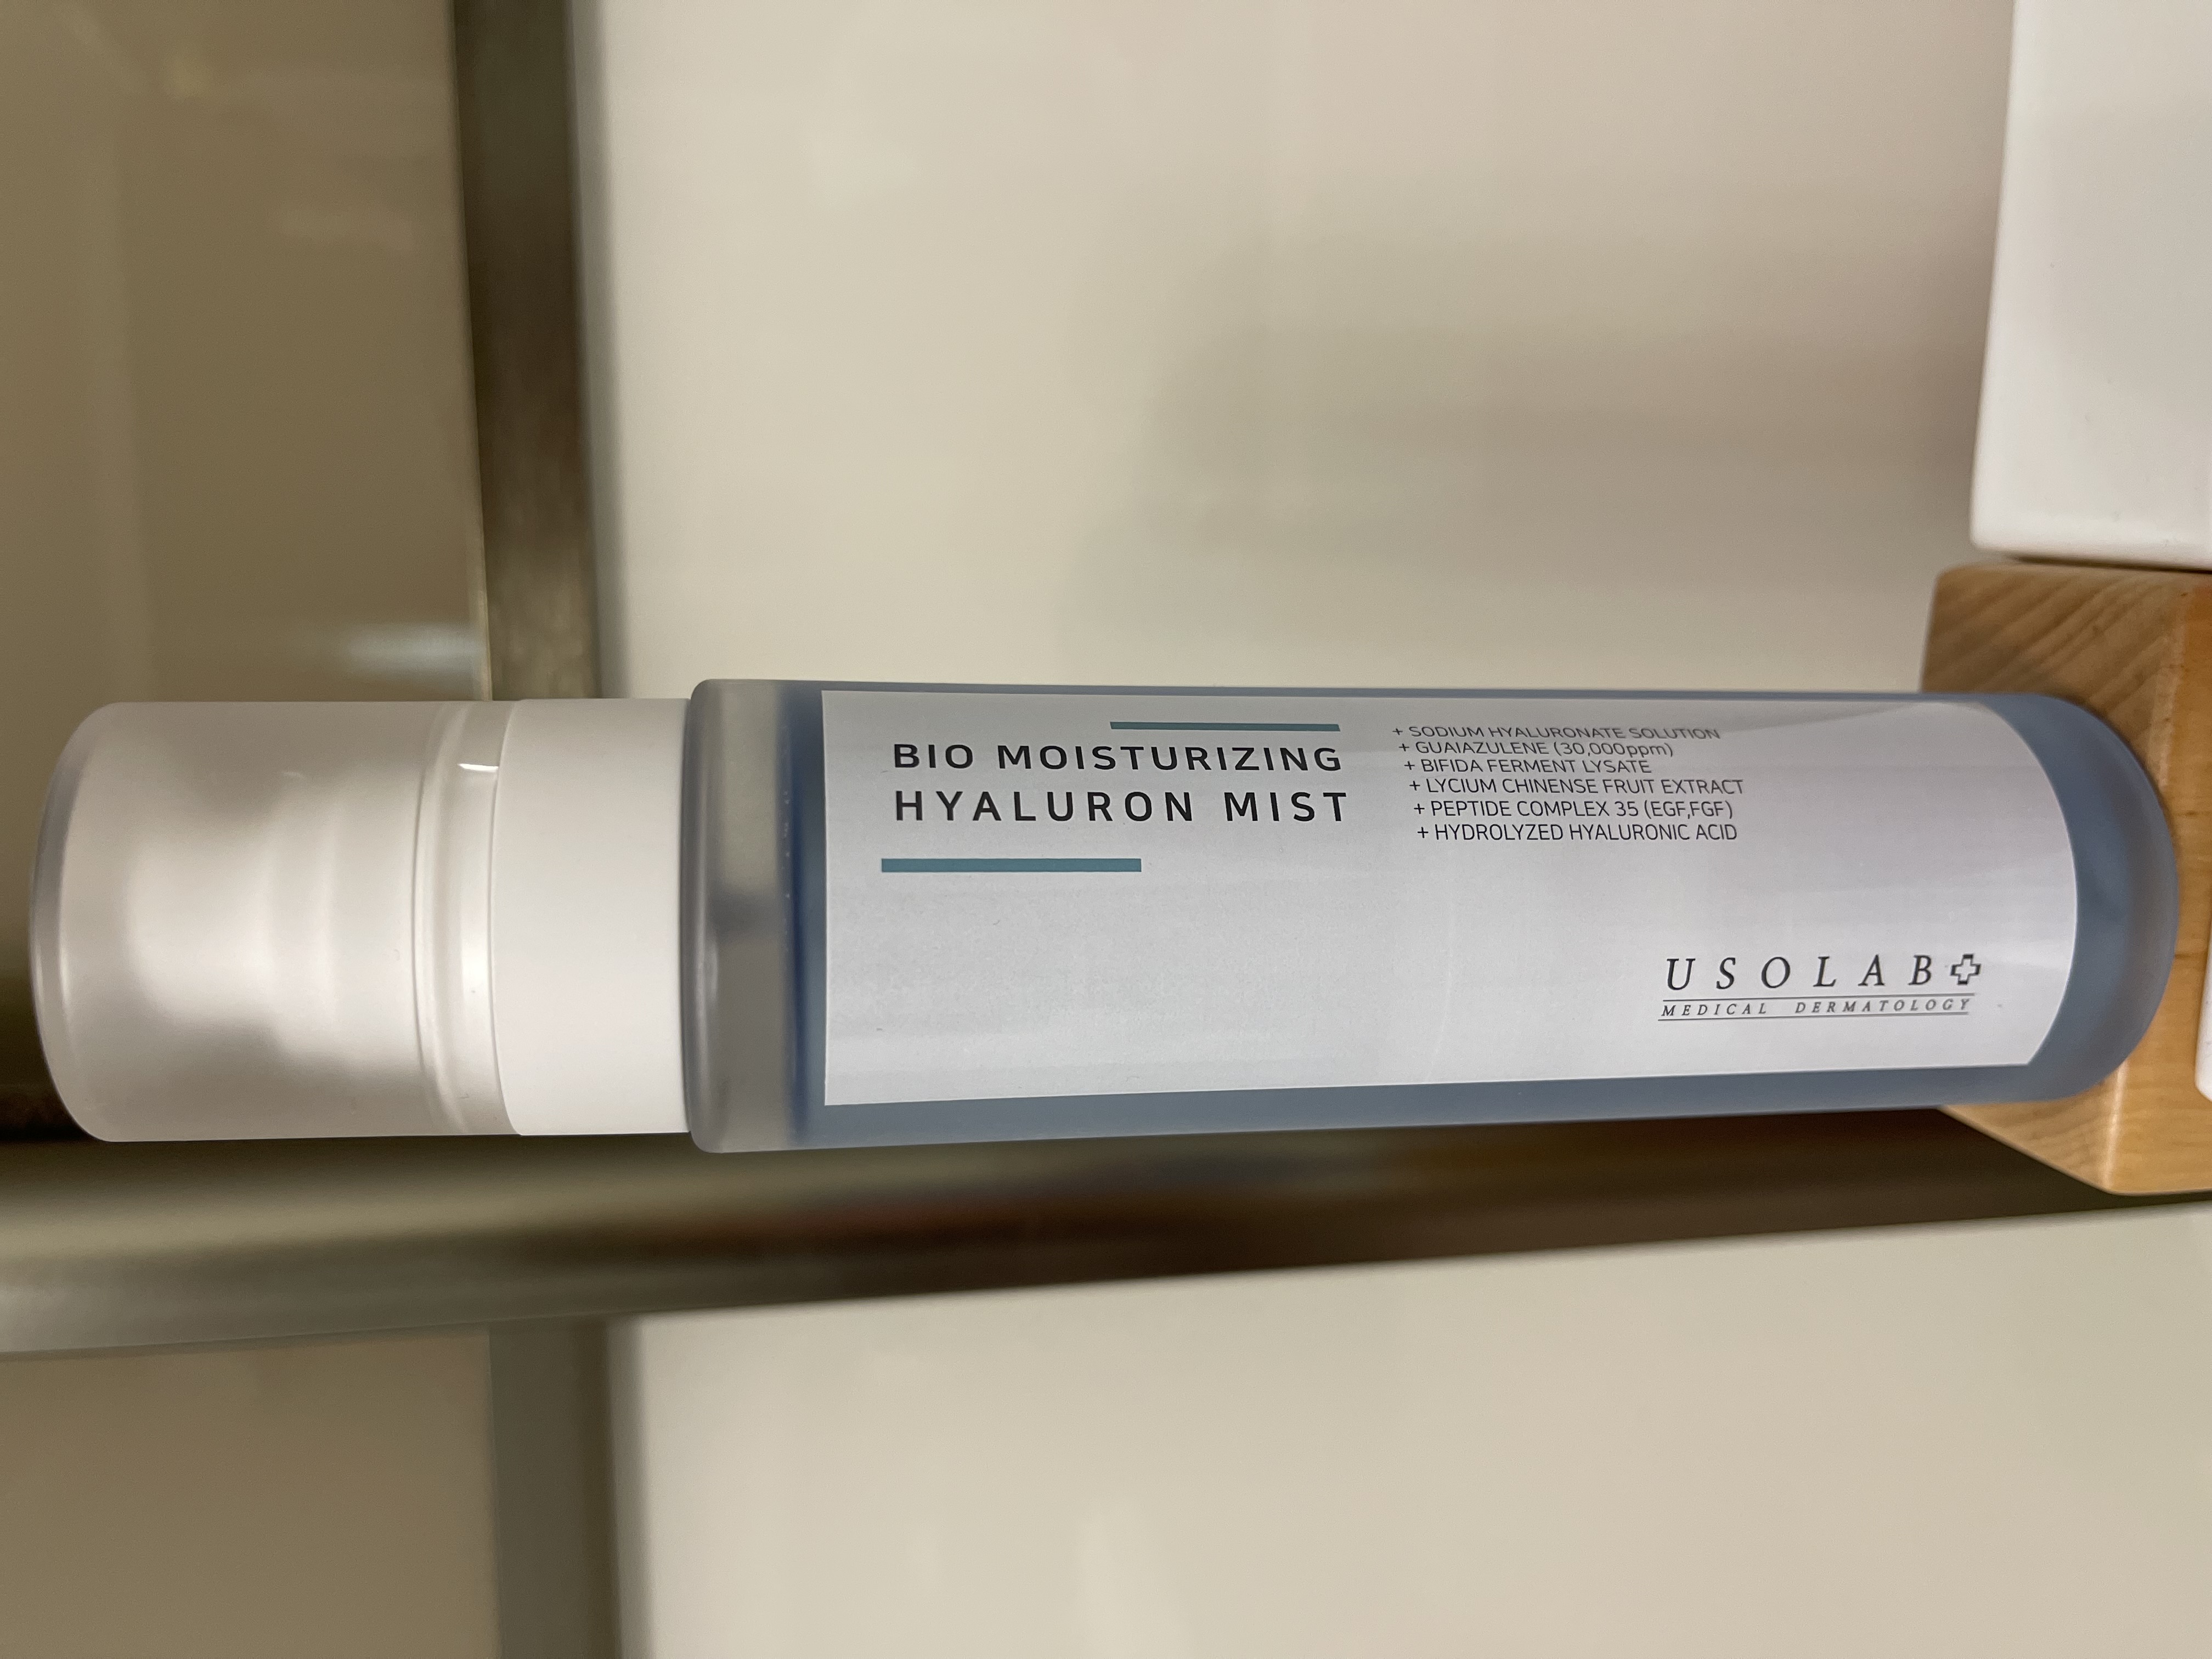 BIO MOISTURIZING
HYALURON MIST
+ SODIUM HYALURONATE SOLUTION
+ GUAIAZULENE (30,000ppm)
+ BIFIDA FERMENT LYSATE
+ LYCIUM CHINENSE FRUIT EXTRACT
+ PEPTIDE COMPLEX 35 (EGF,FGF)
+ HYDROLYZED HYALURONIC ACID
USOLAB
MEDICAL DERMATOLOGY